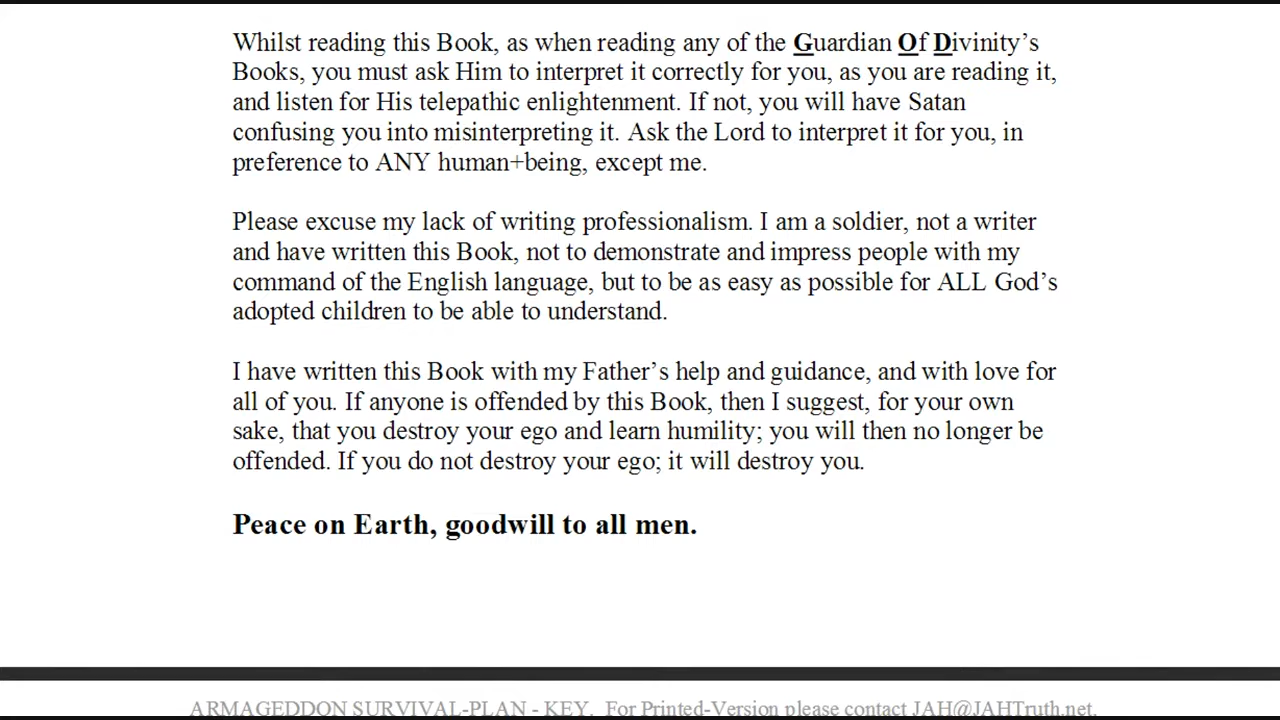 Whilst reading this Book, as when reading any of the Guardian Of Divinity’s
Books, you must ask Him to interpret it correctly for you, as you are reading it,
and listen for His telepathic enlightenment. If not, you will have Satan
confusing you into misinterpreting it. Ask the Lord to interpret it for you, in
preference to ANY human+being, except me.
Please excuse my lack of writing professionalism. I am a soldier, not a writer
and have written this Book, not to demonstrate and impress people with my
command of the English language, but to be as easy as possible for ALL God’s
adopted children to be able to understand.
I have written this Book with my Father’s help and guidance, and with love for
all of you. If anyone is offended by this Book, then I suggest, for your own
sake, that you destroy your ego and learn humility; you will then no longer be
offended. If you do not destroy your ego; it will destroy you.
Peace on Earth, goodwill to all men.
ARMAGEDDON SURVIVAL-PLAN - KEY. For Printed-Version please contact JAH@JAHTruth.net.